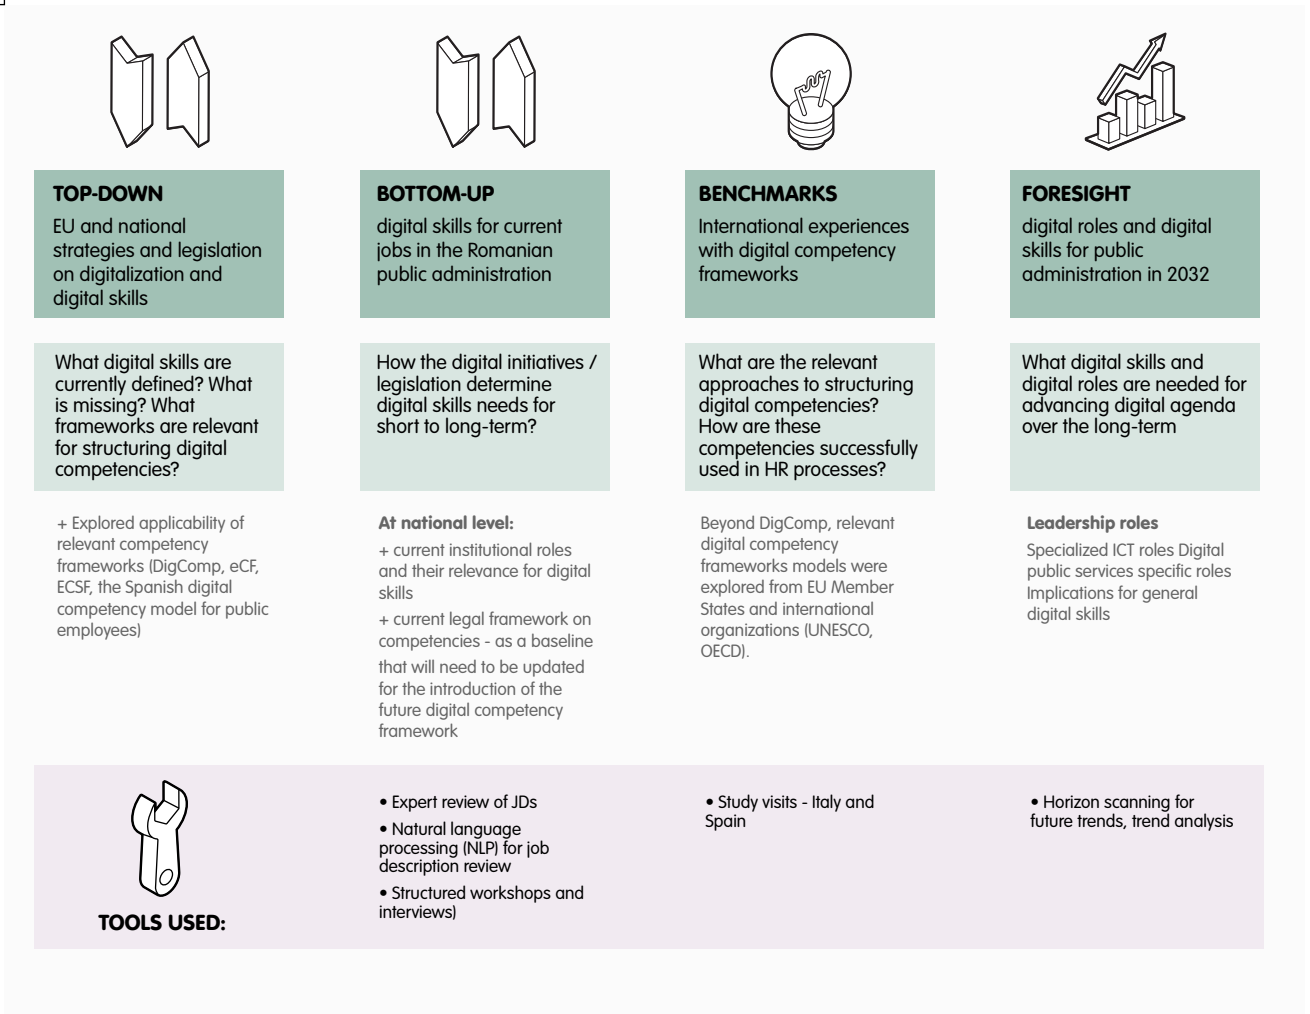 TOP-DOWN
EU and national
strategies and legislation
on digitalization and
digital skills
What digital skills are
currently defined? What
is missing? What
frameworks are relevant
for structuring digital
competencies?
+ Explored applicability of
relevant competency
frameworks (DigComp, eCF,
ECSF, the Spanish digital
competency model for public
employees)
BOTTOM-UP
digital skills for current
jobs in the Romanian
public administration
How the digital initiatives /
legislation determine
digital skills needs for
short to long-term?
At national level:
+ current institutional roles
and their relevance for digital
skills
+ current legal framework on
competencies - as a baseline
that will need to be updated
for the introduction of the
future digital competency
framework
BENCHMARKS
International experiences
with digital competency
frameworks
What are the relevant
approaches to structuring
digital competencies?
How are these
competencies successfully
used in HR processes?
Beyond DigComp, relevant
digital competency
frameworks models were
explored from EU Member
States and international
organizations (UNESCO,
OECD).
FORESIGHT
digital roles and digital
skills for public
administration in 2032
What digital skills and
digital roles are needed for
advancing digital agenda
over the long-term
Leadership roles
Specialized ICT roles Digital
public services specific roles
Implications for general
digital skills
TOOLS USED:
• Expert review of JDs
• Natural language
processing (NLP) for job
description review
• Structured workshops and
interviews)
• Study visits - Italy and
Spain
• Horizon scanning for
future trends, trend analysis